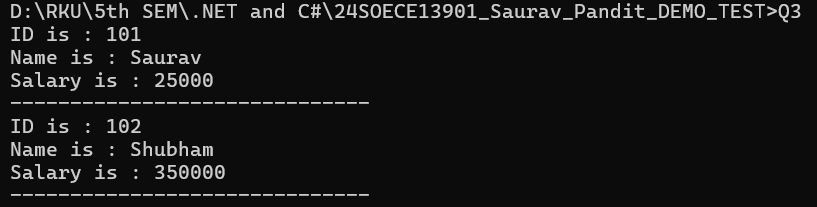 D:\RKU\5th SEM\.NET and C#\24SOECE13901_Saurav_Pandit_DEMO_TEST>Q3
ID is : 101
Name is : Saurav
Salary is : 25000
------------------------------
ID is : 102
Name is : Shubham
Salary is : 350000
------------------------------